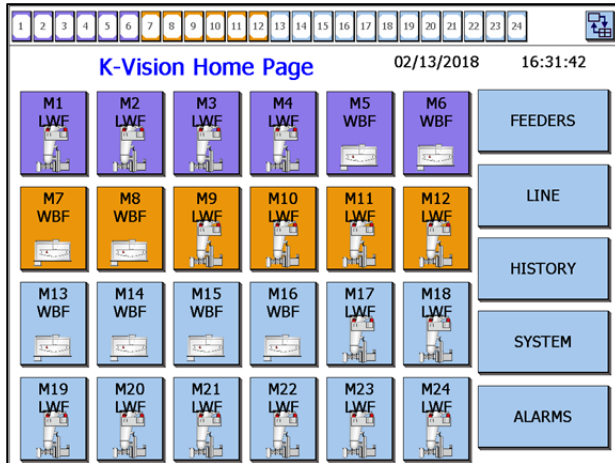 1 2 3 4 5 6 7 8 9 10 11 12 13 14 15 16 17 18 19 20 21 22 23 24
K-Vision Home Page 02/13/2018 16:31:42
M1 M2 M3 M4 M5 M6
LWF LWF LWF LWF WBF WBF
FEEDERS
M7 M8 M9 M10 M11 M12
WBF WBF LWF LWF LWF LWF
LINE
HISTORY
M13 M14 M15 M16 M17 M18
WBF WBF WBF WBF LWF LWF
SYSTEM
M19 M20 M21 M22 M23 M24
LWF LWF LWF LWF LWF LWF
ALARMS